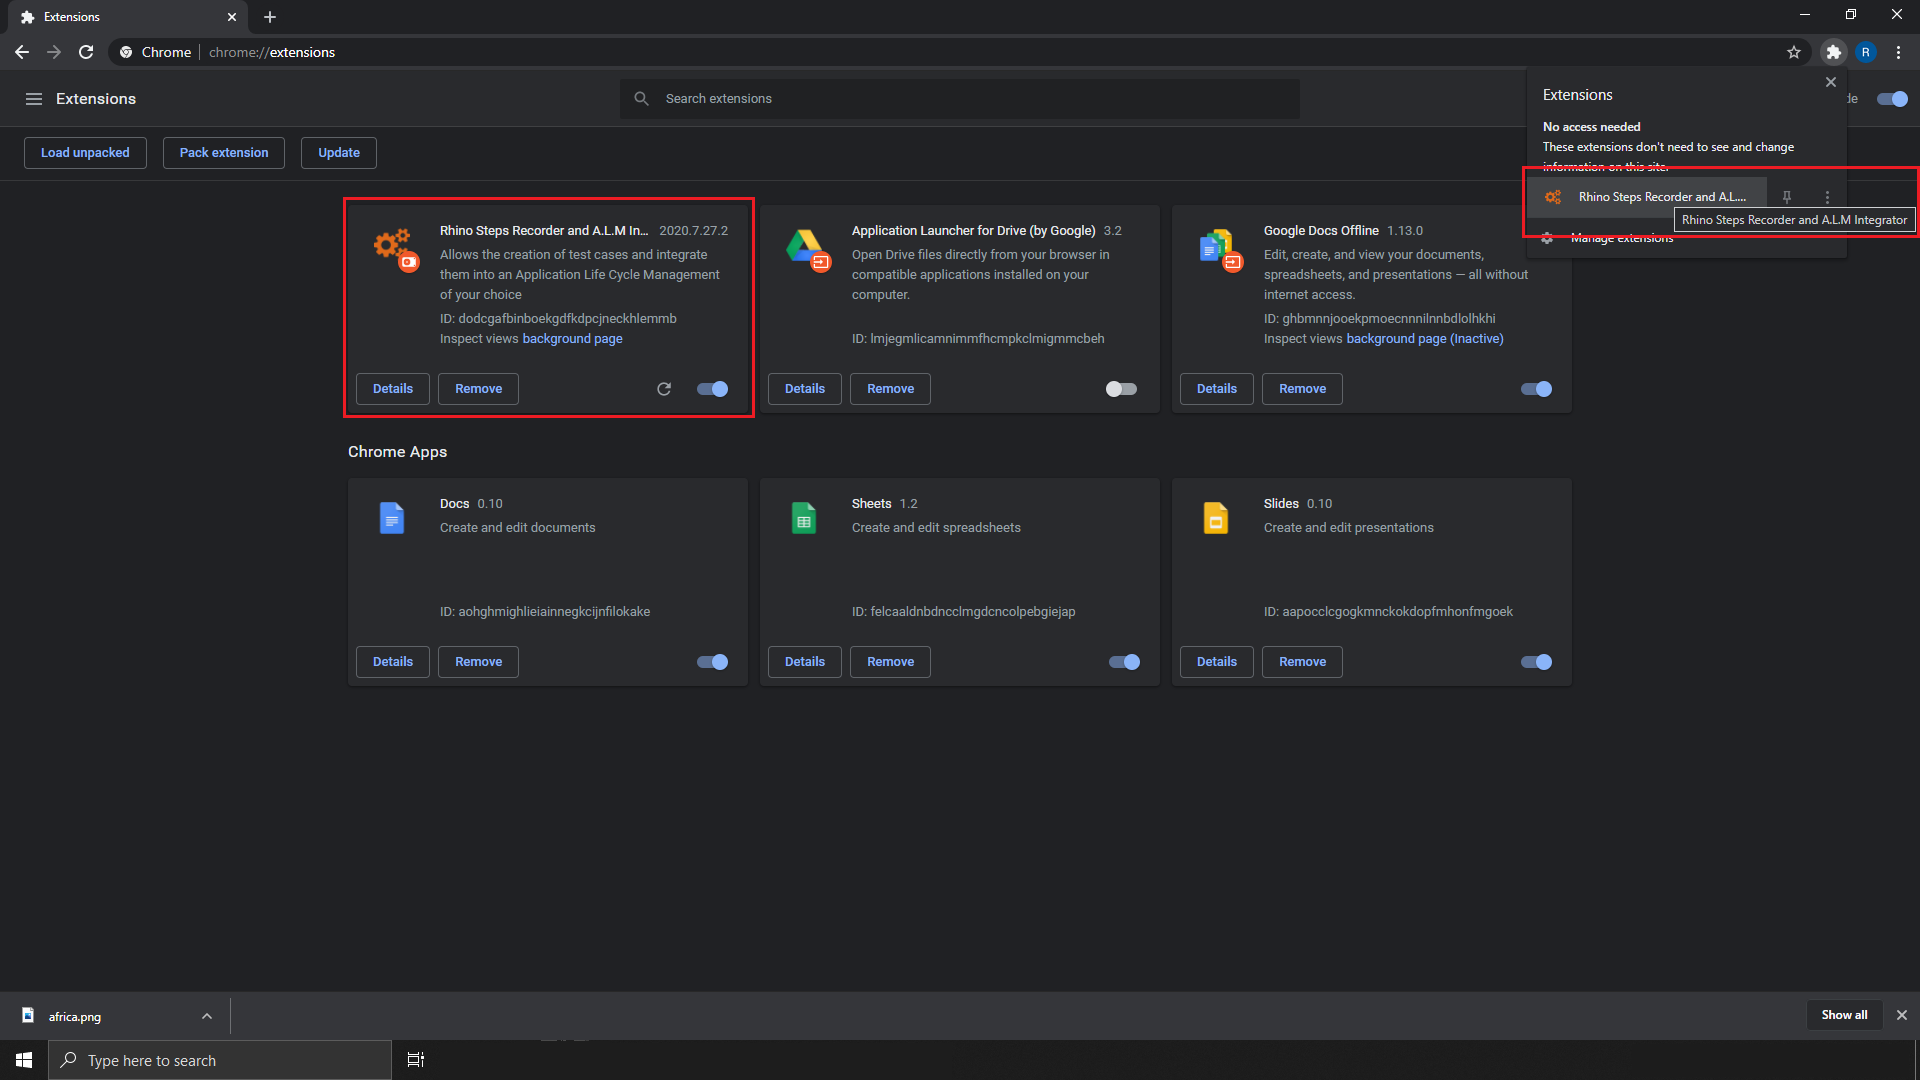 Extensions
Chrome
chrome://extensions
R
Extensions
Search extensions
Load unpacked
Pack extension
Update
Extensions
No access needed
These extensions don't need to see and change
information on this site.
Rhino Steps Recorder and A.L....
Rhino Steps Recorder and A.L.M Integrator
Manage extensions
Rhino Steps Recorder and A.L.M In... 2020.7.27.2
Allows the creation of test cases and integrate
them into an Application Life Cycle Management
of your choice
ID: dodcgafbinboekgdfkdpcjneckhlemmb
Inspect views background page
Details
Remove
Application Launcher for Drive (by Google) 3.2
Open Drive files directly from your browser in
compatible applications installed on your
computer.
ID: lmjegmlicamnimmfhcmpkclmigmmcbeh
Details
Remove
Google Docs Offline 1.13.0
Edit, create, and view your documents,
spreadsheets, and presentations — all without
internet access.
ID: ghbmnnjooekpmoecnnnilnnbdlolhkhi
Inspect views background page (Inactive)
Details
Remove
Chrome Apps
Docs 0.10
Create and edit documents
ID: aohghmighlieiainnegkcijnfilokake
Details
Remove
Sheets 1.2
Create and edit spreadsheets
ID: felcaaldnbdncclmgdcncolpebgiejap
Details
Remove
Slides 0.10
Create and edit presentations
ID: aapocclcgogkmnckokdopfmhonfmgoek
Details
Remove
africa.png
Show all
Type here to search